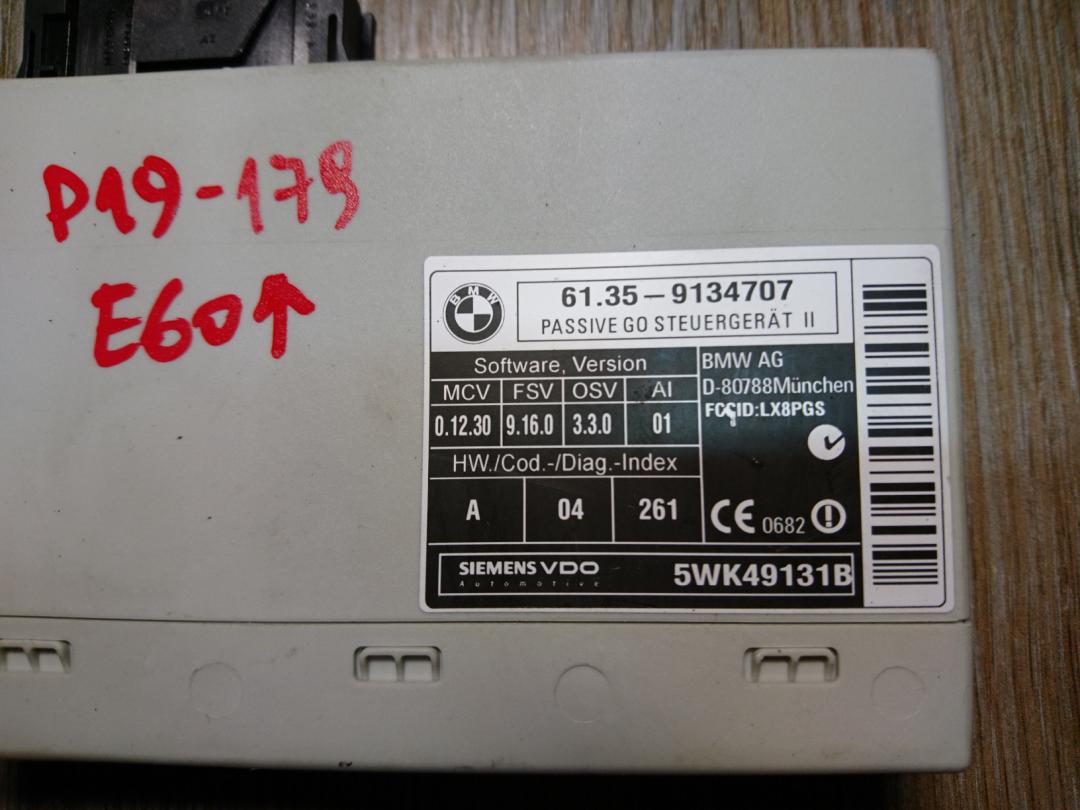 P19-179
E60↑
BMW
61.35-9134707
PASSIVE GO STEUERGERÄT II
Software, Version
MCV FSV OSV AI
0.12.30 9.16.0 3.3.0 01
HW./Cod.-/Diag.-Index
A 04 261
BMW AG
D-80788München
FCCID:LX8PGS
CE 0682
SIEMENS VDO
Automotive
5WK49131B